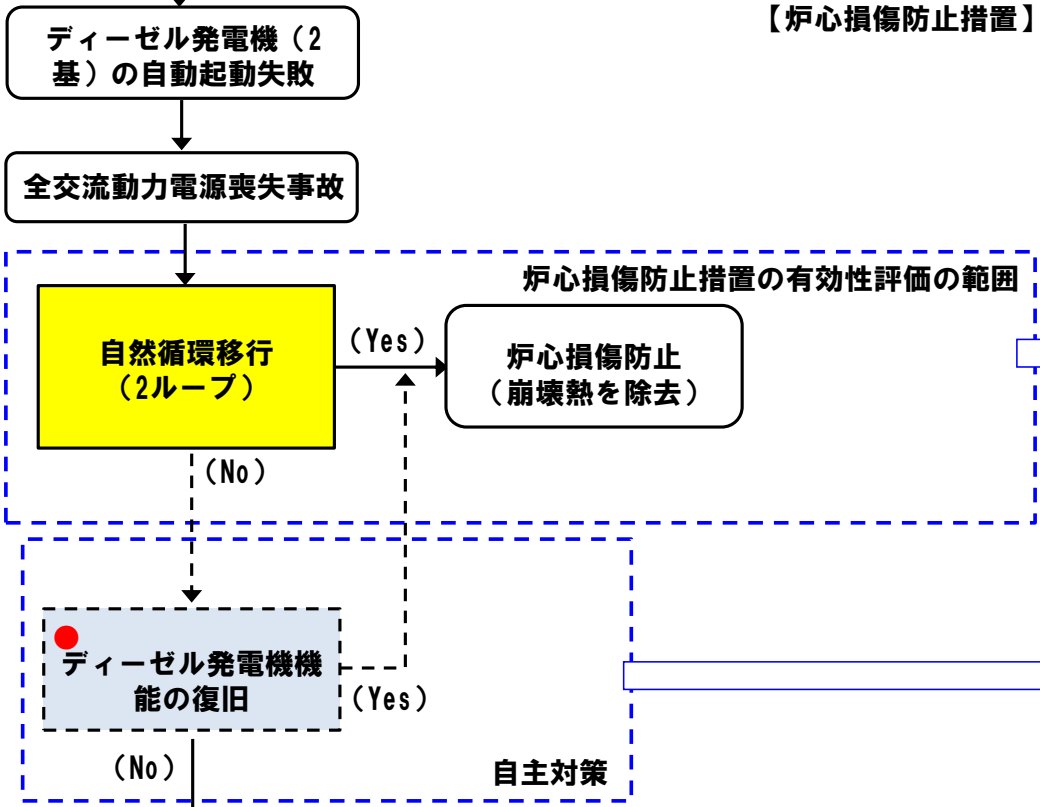 【炉心損傷防止措置】
ディーゼル発電機（2
基）の自動起動失敗
全交流動力電源喪失事故
炉心損傷防止措置の有効性評価の範囲
自然循環移行
（2ループ）
（Yes）
炉心損傷防止
（崩壊熱を除去）
（No）
ディーゼル発電機機
能の復旧
（Yes）
（No）
自主対策